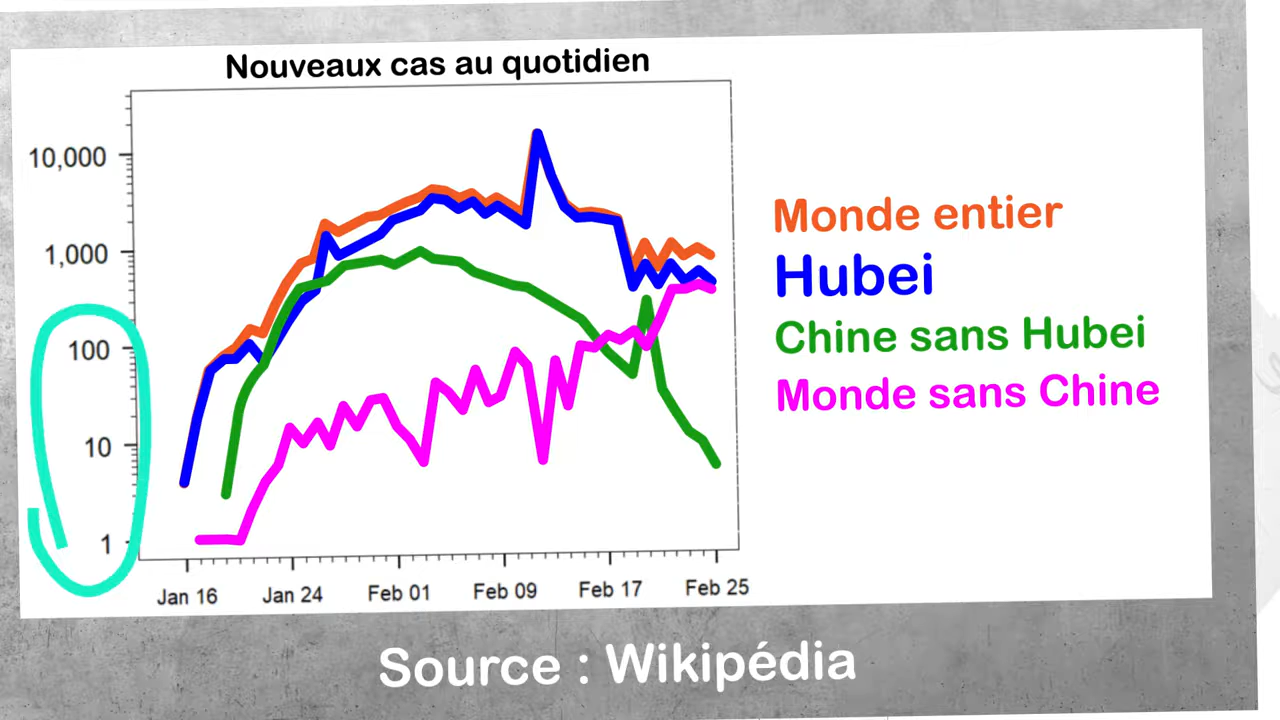 Nouveaux cas au quotidien
10,000
1,000
100
10
1
Jan 16 Jan 24 Feb 01 Feb 09 Feb 17 Feb 25
Monde entier
Hubei
Chine sans Hubei
Monde sans Chine
Source : Wikipédia